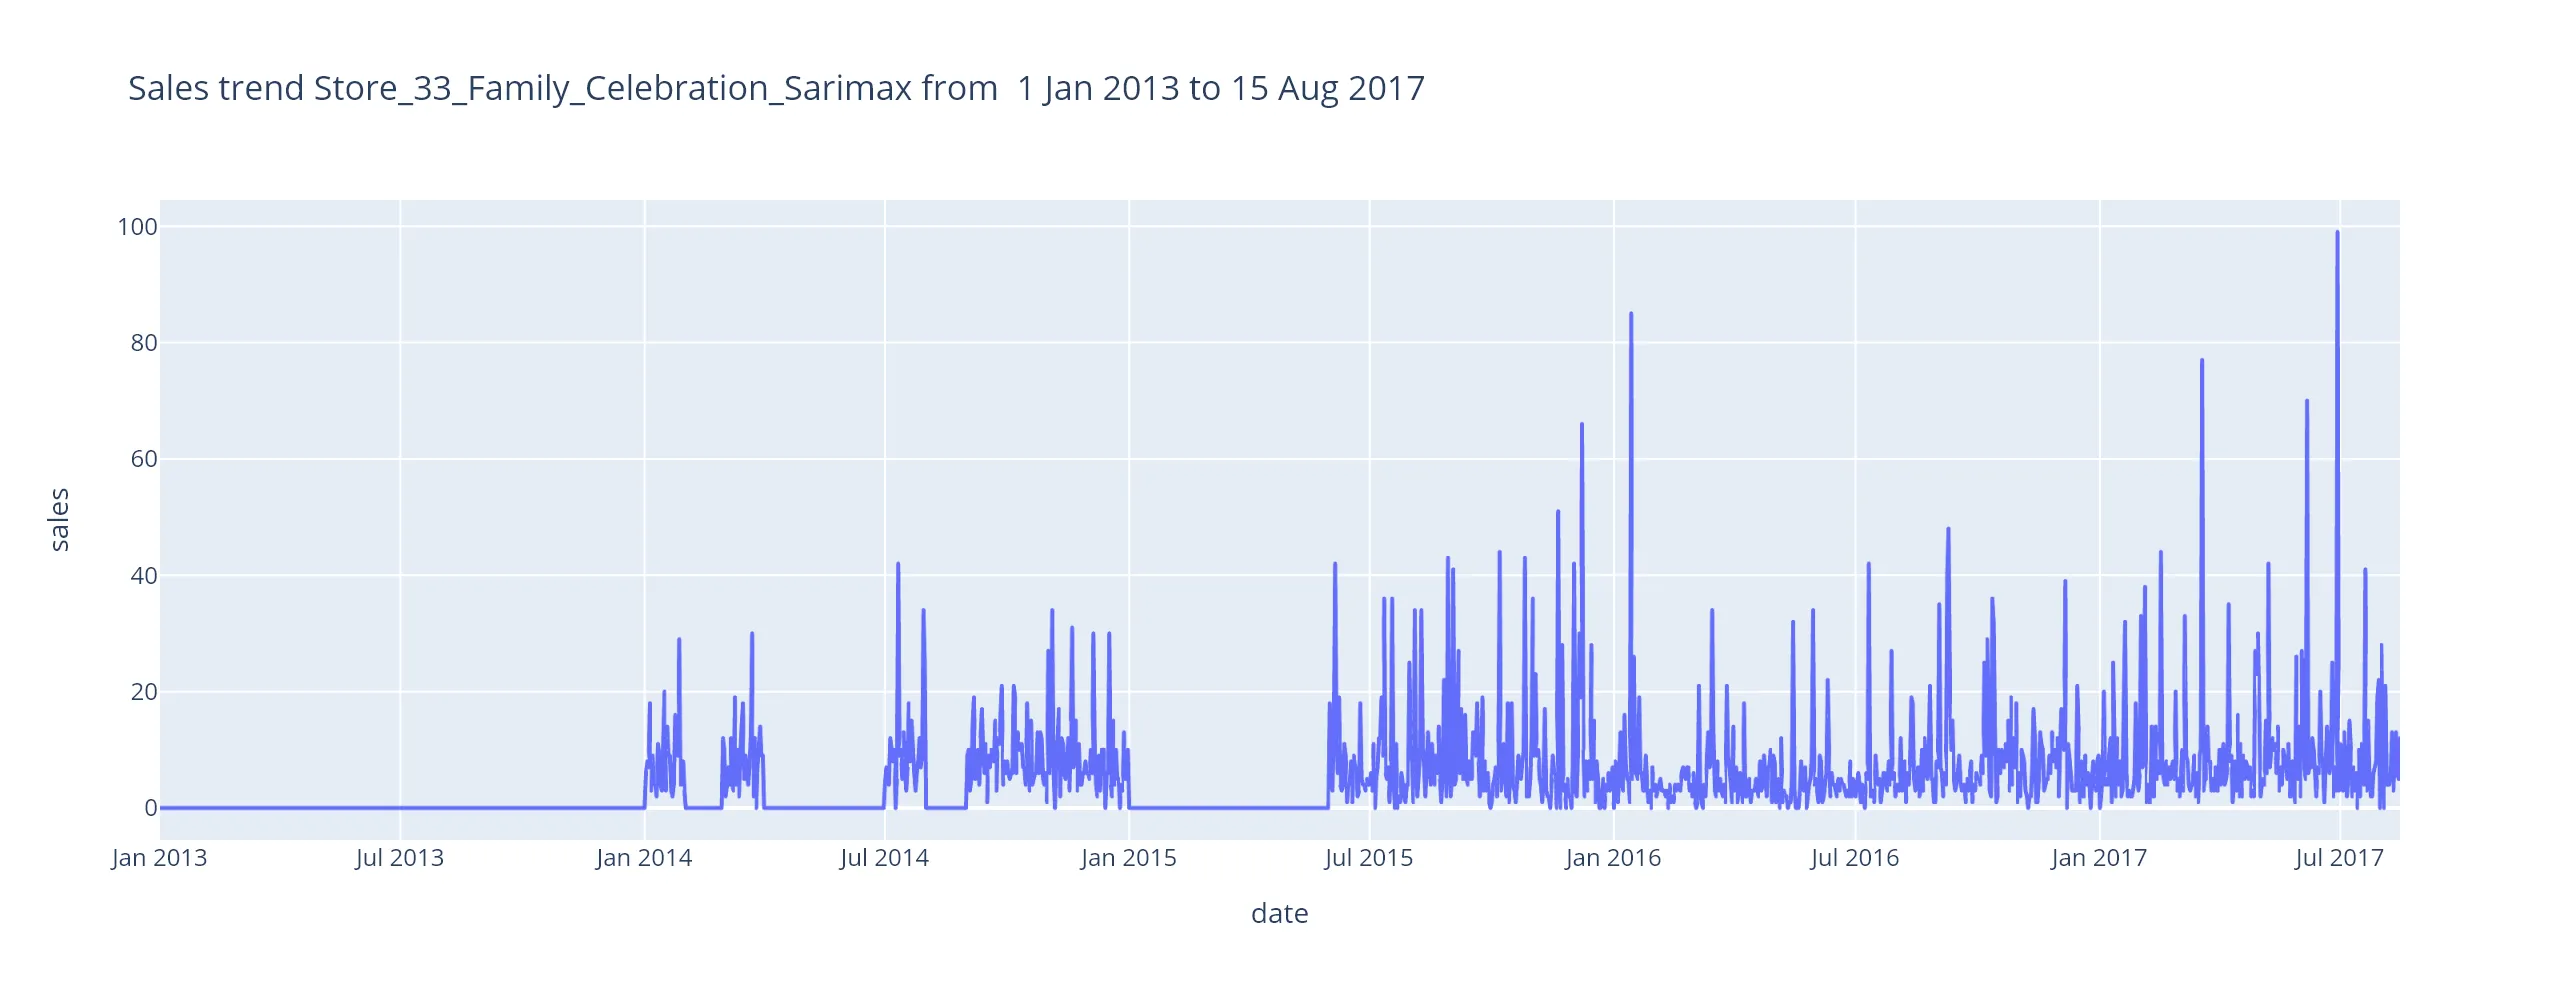 Sales trend Store_33_Family_Celebration_Sarimax from  1 Jan 2013 to 15 Aug 2017
100
80
60
40
20
0
sales
Jan 2013 Jul 2013 Jan 2014 Jul 2014 Jan 2015 Jul 2015 Jan 2016 Jul 2016 Jan 2017 Jul 2017
date